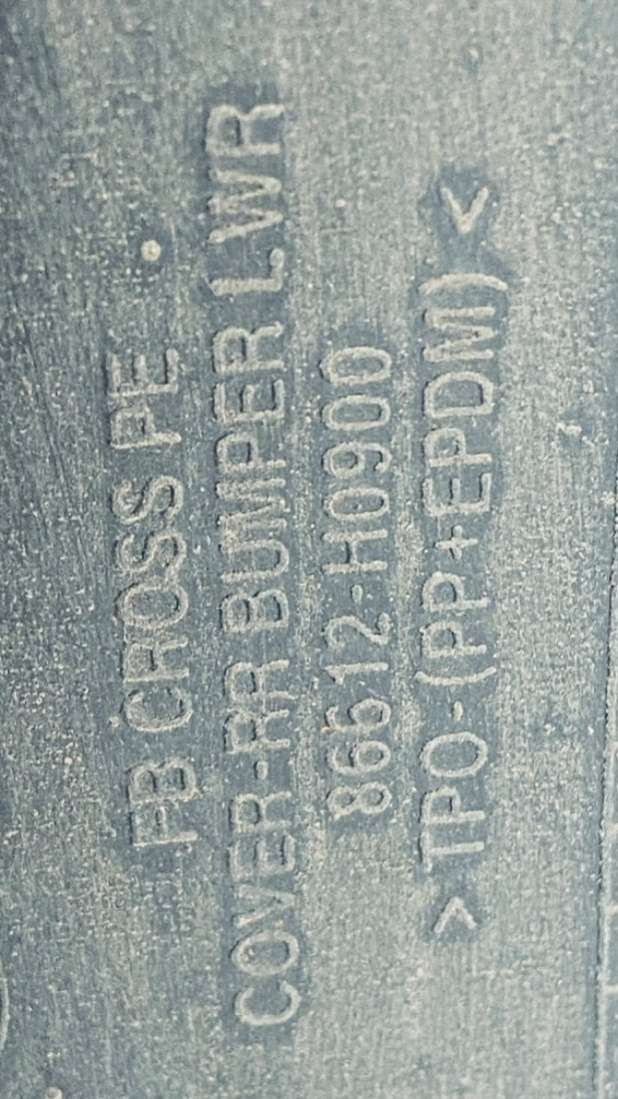 FB CROSS PE
COVER-RR BUMPER LWR
86612-H0900
>TPO-(PP+EPDM)<